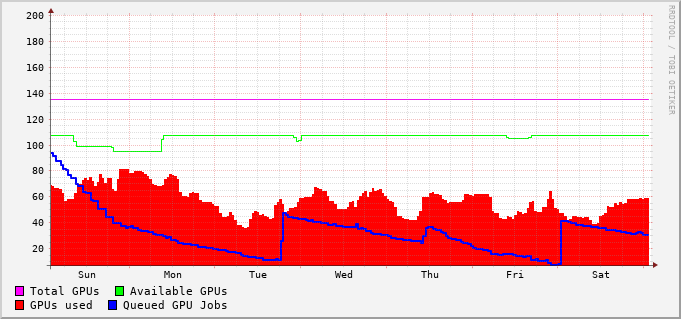 200
180
160
140
120
100
80
60
40
20
Sun Mon Tue Wed Thu Fri Sat
Total GPUs Available GPUs
GPUs used Queued GPU Jobs
RRDTOOL / TOBI OETIKER